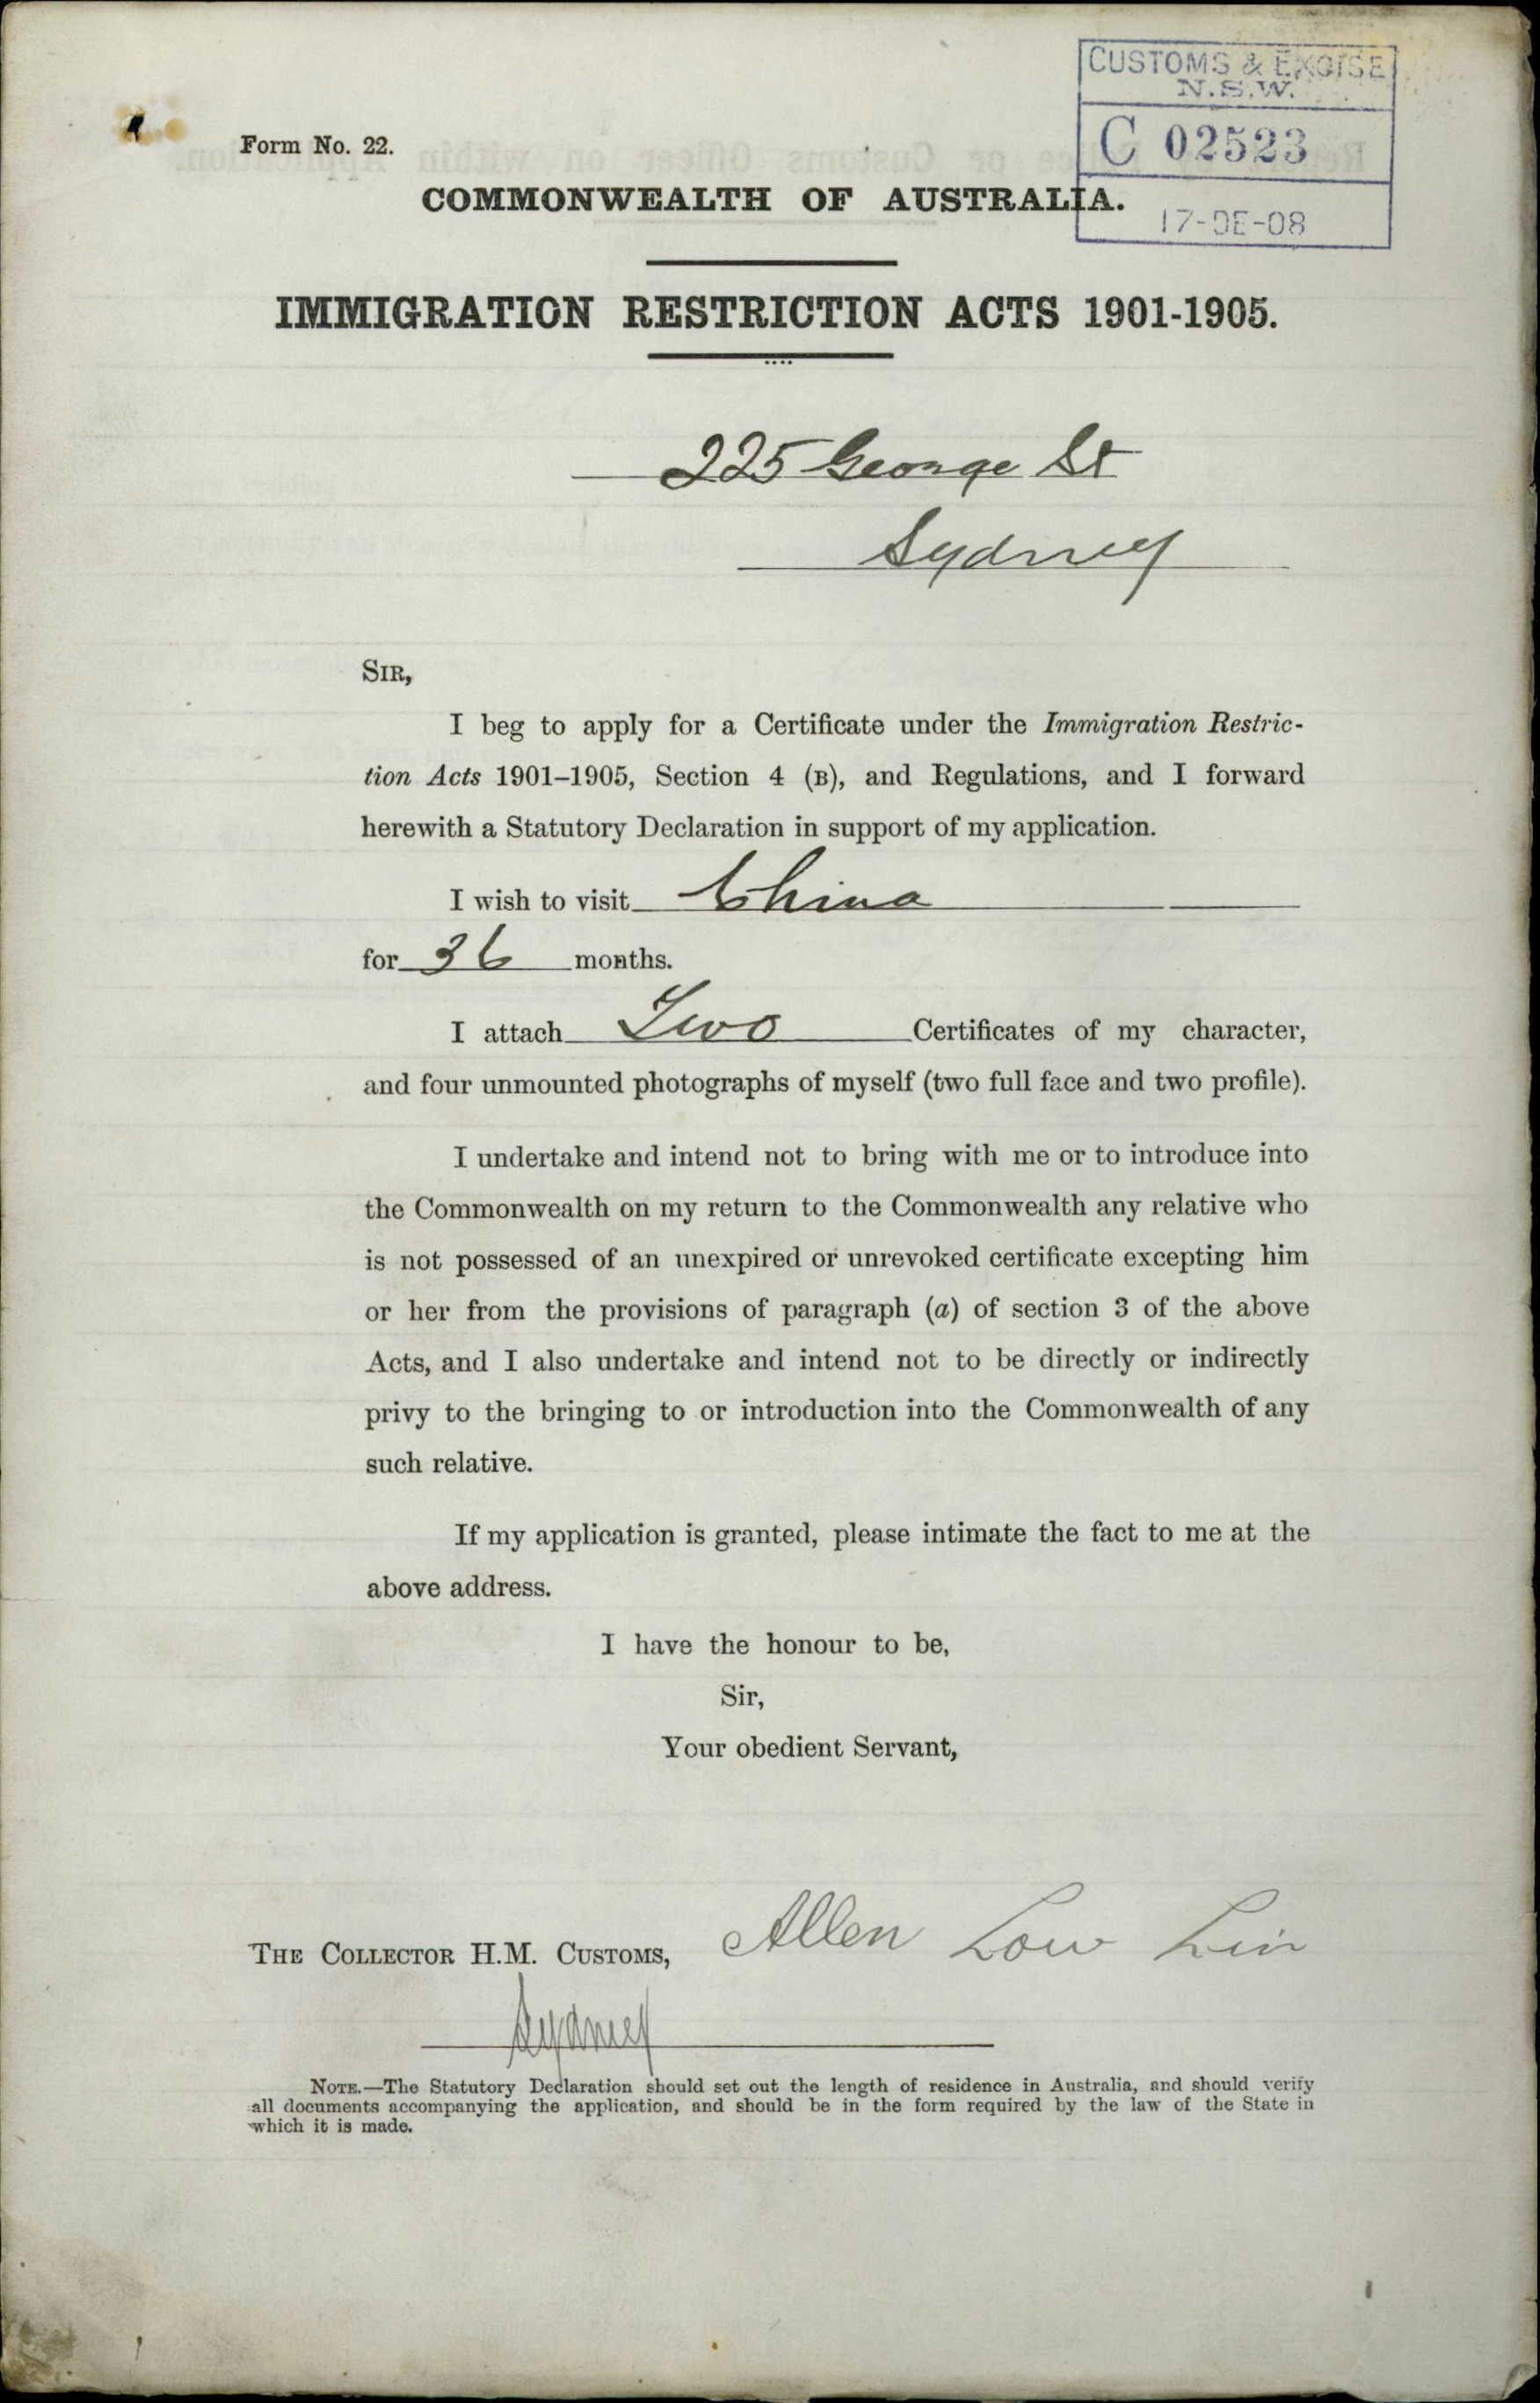 CUSTOMS & EXCISE
N.S.W.
C 02523
17-DE-08
Form No. 22.
COMMONWEALTH OF AUSTRALIA.
IMMIGRATION RESTRICTION ACTS 1901-1905.
225 George St
Sydney
SIR,
I beg to apply for a Certificate under the Immigration Restric-
tion Acts 1901-1905, Section 4 (B), and Regulations, and I forward
herewith a Statutory Declaration in support of my application.
I wish to visit China
for 36 months.
I attach Two Certificates of my character,
and four unmounted photographs of myself (two full face and two profile).
I undertake and intend not to bring with me or to introduce into
the Commonwealth on my return to the Commonwealth any relative who
is not possessed of an unexpired or unrevoked certificate excepting him
or her from the provisions of paragraph (a) of section 3 of the above
Acts, and I also undertake and intend not to be directly or indirectly
privy to the bringing to or introduction into the Commonwealth of any
such relative.
If my application is granted, please intimate the fact to me at the
above address.
I have the honour to be,
Sir,
Your obedient Servant,
THE COLLECTOR H.M. CUSTOMS, Allen Low Lin
Sydney
NOTE.—The Statutory Declaration should set out the length of residence in Australia, and should verify
all documents accompanying the application, and should be in the form required by the law of the State in
which it is made.